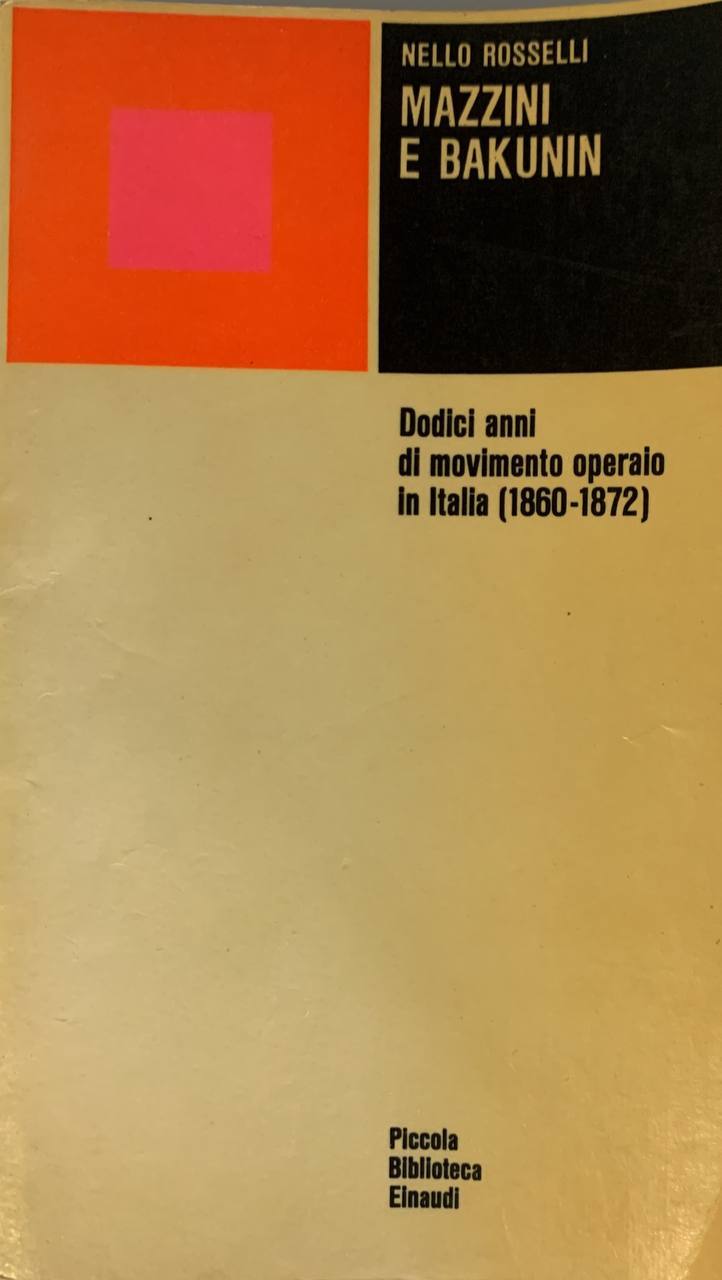 NELLO ROSSELLI
MAZZINI
E BAKUNIN
Dodici anni
di movimento operaio
in Italia (1860-1872)
Piccola
Biblioteca
Einaudi